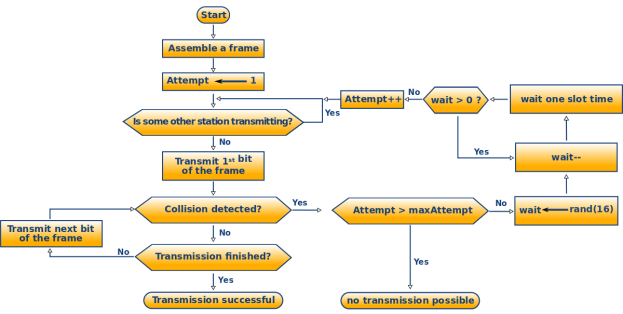 Start
Assemble a frame
Attempt 1
Attempt++
No
wait > 0 ?
wait one slot time
Is some other station transmitting?
Yes
No
Yes
wait--
Transmit 1st bit
of the frame
Collision detected?
Yes
Attempt > maxAttempt
No
wait rand(16)
Transmit next bit
of the frame
No
No
Transmission finished?
Yes
Yes
Transmission successful
no transmission possible